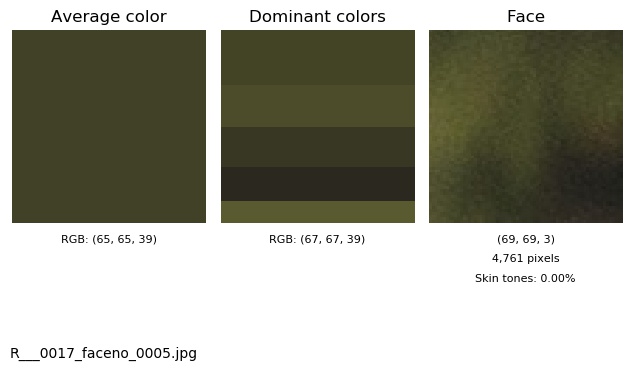 Average color
Dominant colors
Face
RGB: (65, 65, 39)
RGB: (67, 67, 39)
(69, 69, 3)
4,761 pixels
Skin tones: 0.00%
R___0017_faceno_0005.jpg